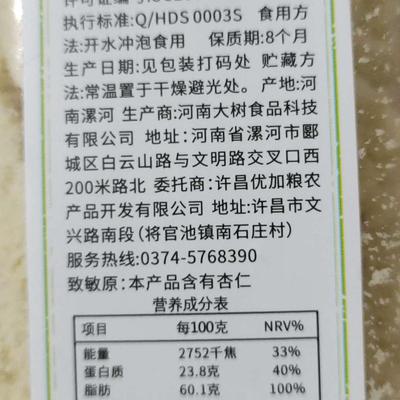 执行标准:Q/HDS 0003S 食用方
法:开水冲泡食用 保质期:8个月
生产日期:见包装打码处 贮藏方
法:常温置于干燥避光处。产地:河
南漯河 生产商:河南大树食品科技
有限公司 地址:河南省漯河市郾
城区白云山路与文明路交叉口西
200米路北 委托商:许昌优加粮农
产品开发有限公司 地址:许昌市文
兴路南段(将官池镇南石庄村)
服务热线:0374-5768390
致敏原:本产品含有杏仁
营养成分表
项目 每100克 NRV%
能量 2752千焦 33%
蛋白质 23.8克 40%
脂肪 60.1克 100%